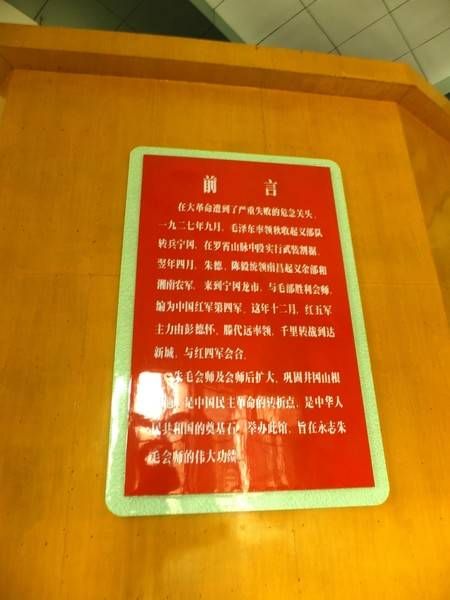 前 言
在大革命遭到了严重失败的危急关头,
一九二七年九月,毛泽东率领秋收起义部队
转兵宁冈,在罗霄山脉中段实行武装割据。
翌年四月,朱德、陈毅统领南昌起义余部和
湘南农军,来到宁冈龙市,与毛部胜利会师,
编为中国红军第四军。这年十二月,红五军
主力由彭德怀、滕代远率领,千里转战到达
新城,与红四军会合。
朱毛会师及会师后扩大、巩固井冈山根
地,是中国民主革命的转折点,是中华人
民共和国的奠基石。举办此馆,旨在永志朱
毛会师的伟大功绩。